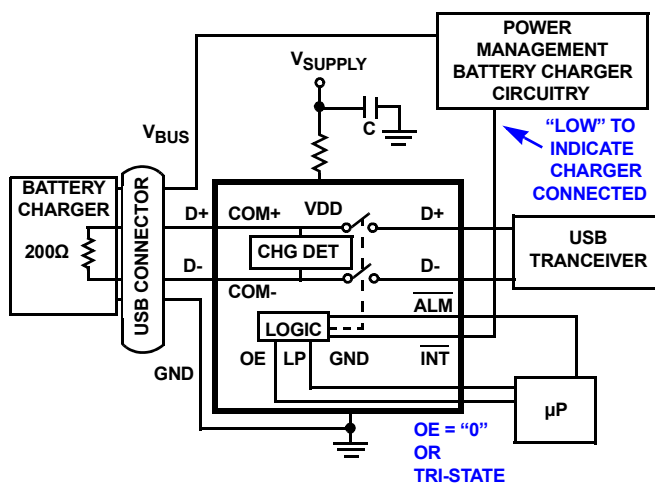 POWER
MANAGEMENT
BATTERY CHARGER
CIRCUITRY
VSUPPLY
C
VBUS
“LOW” TO
INDICATE
CHARGER
CONNECTED
BATTERY
CHARGER
200Ω
USB CONNECTOR
D+
D-
GND
COM+
VDD
D+
CHG DET
COM-
D-
USB
TRANCEIVER
ALM
LOGIC
OE LP GND INT
µP
OE = “0”
OR
TRI-STATE